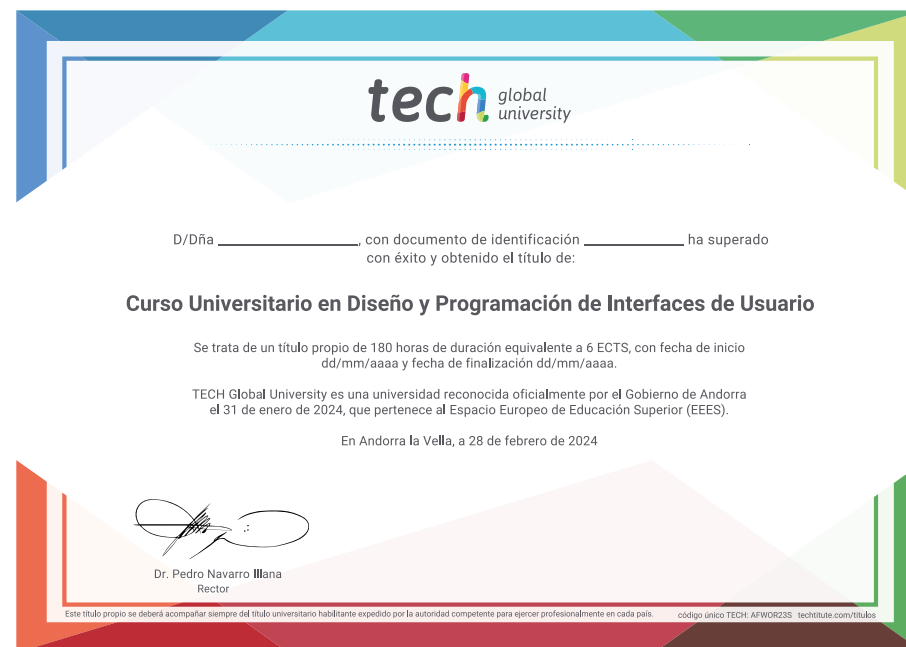 tech global university
D/Dña ____________________, con documento de identificación ______________ ha superado
con éxito y obtenido el título de:
Curso Universitario en Diseño y Programación de Interfaces de Usuario
Se trata de un título propio de 180 horas de duración equivalente a 6 ECTS, con fecha de inicio
dd/mm/aaaa y fecha de finalización dd/mm/aaaa.
TECH Global University es una universidad reconocida oficialmente por el Gobierno de Andorra
el 31 de enero de 2024, que pertenece al Espacio Europeo de Educación Superior (EEES).
En Andorra la Vella, a 28 de febrero de 2024
Dr. Pedro Navarro Illana
Rector
Este título propio se deberá acompañar siempre del título universitario habilitante expedido por la autoridad competente para ejercer profesionalmente en cada país. código único TECH: AFWOR23S techtitute.com/titulos